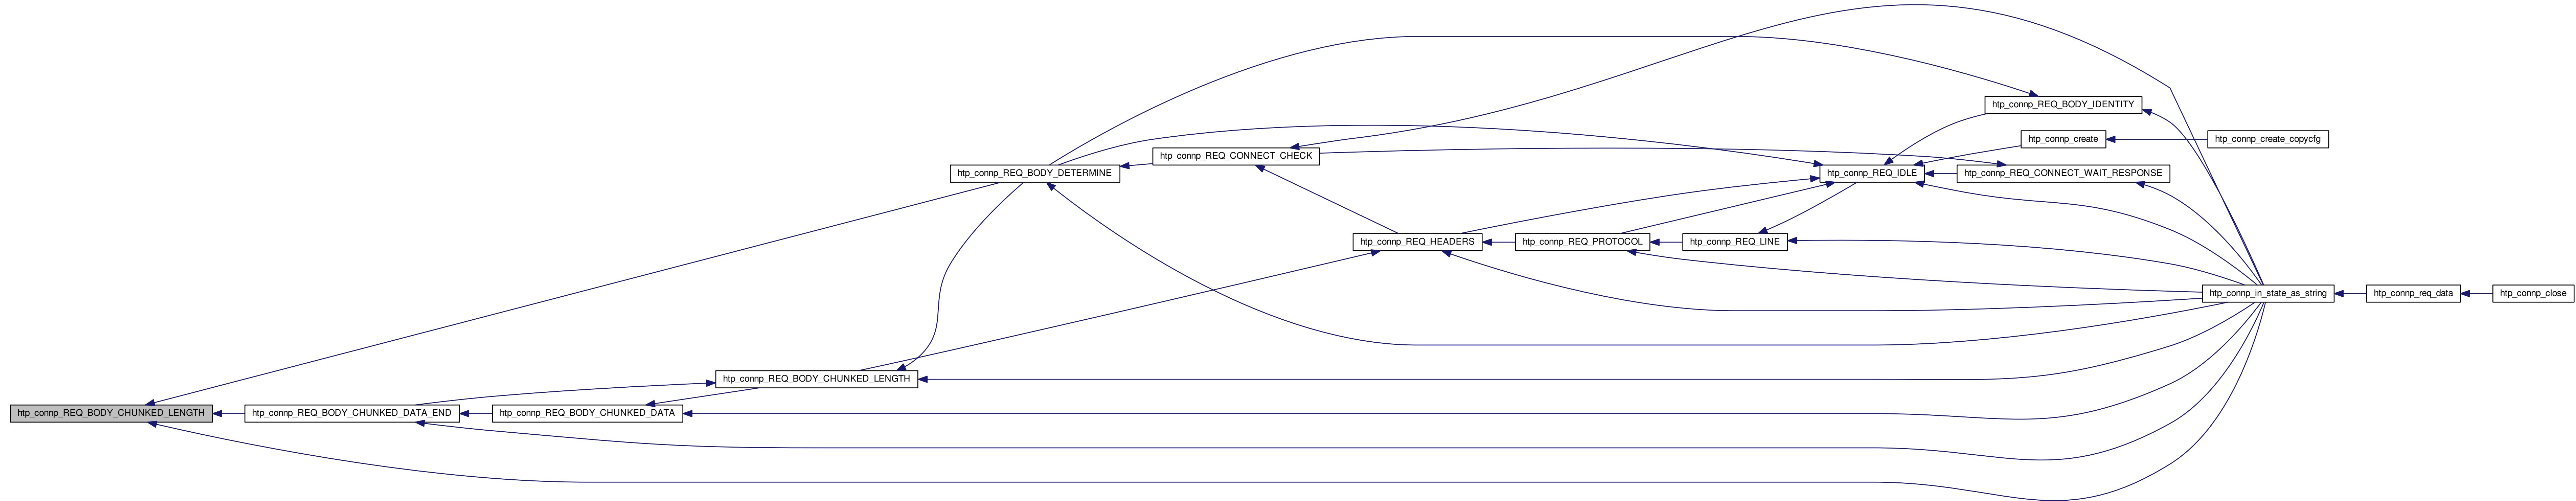 htp_connp_REQ_BODY_IDENTITY
htp_connp_create
htp_connp_create_copycfg
htp_connp_REQ_CONNECT_CHECK
htp_connp_REQ_BODY_DETERMINE
htp_connp_REQ_IDLE
htp_connp_REQ_CONNECT_WAIT_RESPONSE
htp_connp_REQ_HEADERS
htp_connp_REQ_PROTOCOL
htp_connp_REQ_LINE
htp_connp_in_state_as_string
htp_connp_req_data
htp_connp_close
htp_connp_REQ_BODY_CHUNKED_LENGTH
htp_connp_REQ_BODY_CHUNKED_LENGTH
htp_connp_REQ_BODY_CHUNKED_DATA_END
htp_connp_REQ_BODY_CHUNKED_DATA